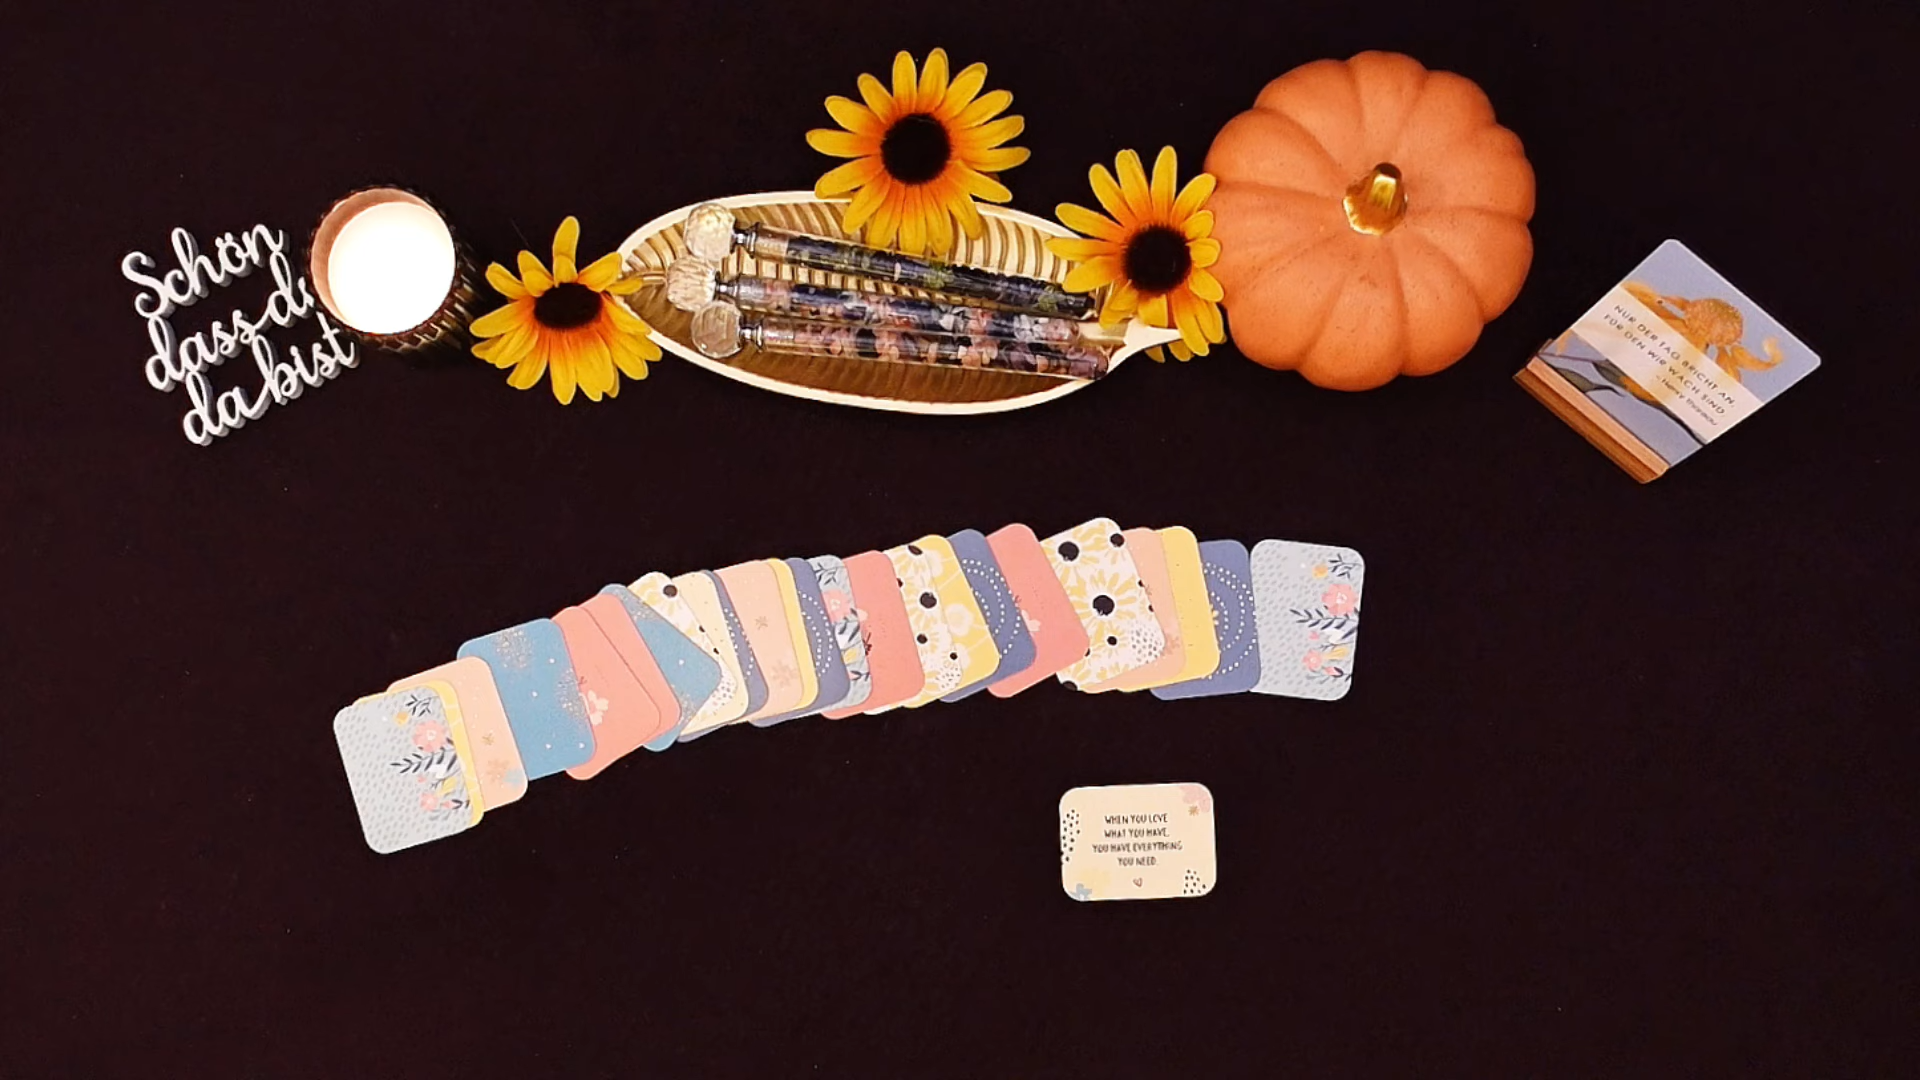 Schön
dass du
da bist
NUR DER TAG BRICHT AN,
FÜR DEN WIR WACH SIND.
WHEN YOU LOVE
WHAT YOU HAVE,
YOU HAVE EVERYTHING
YOU NEED.